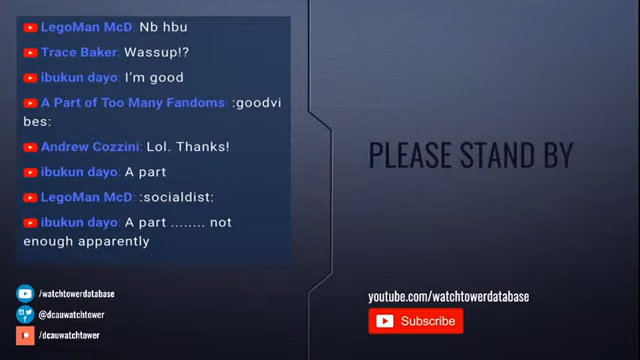 LegoMan McD: Nb hbu
Trace Baker: Wassup!?
ibukun dayo: I'm good
A Part of Too Many Fandoms: :goodvi
bes:
Andrew Cozzini: Lol. Thanks!
ibukun dayo: A part
LegoMan McD: :socialdist:
ibukun dayo: A part ........ not
enough apparently
/watchtowerdatabase
@dcauwatchtower
/dcauwatchtower
PLEASE STAND BY
youtube.com/watchtowerdatabase
Subscribe